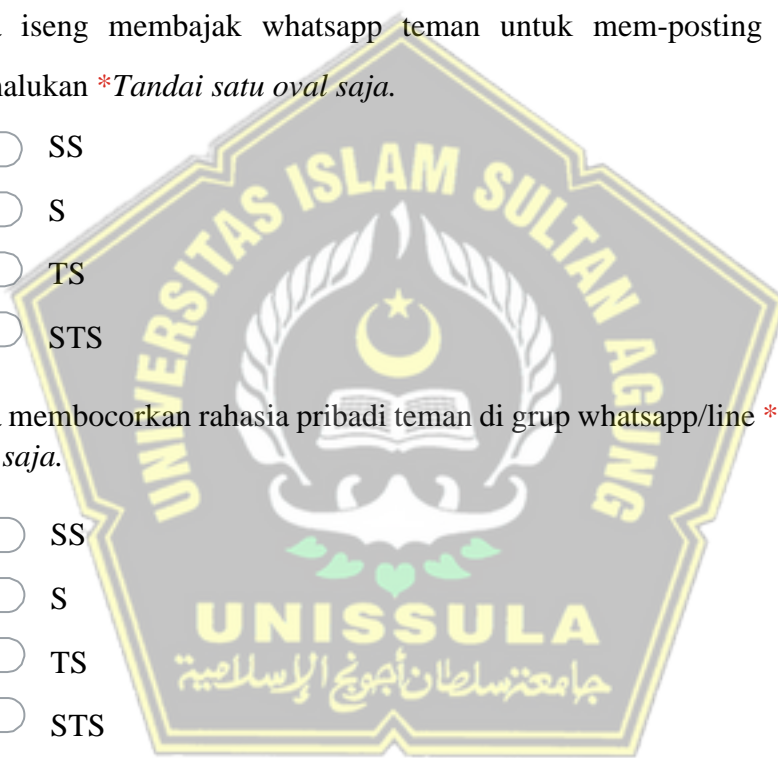 iseng membajak whatsapp teman untuk mem-posting
*Tandai satu oval saja.
SS
S
TS
STS
membocorkan rahasia pribadi teman di grup whatsapp/line *
saja.
SS
S
TS
STS
UNIVERSITAS ISLAM SULTAN AGUNG
UNISSULA
جامعة سلطان أجونج الإسلامية